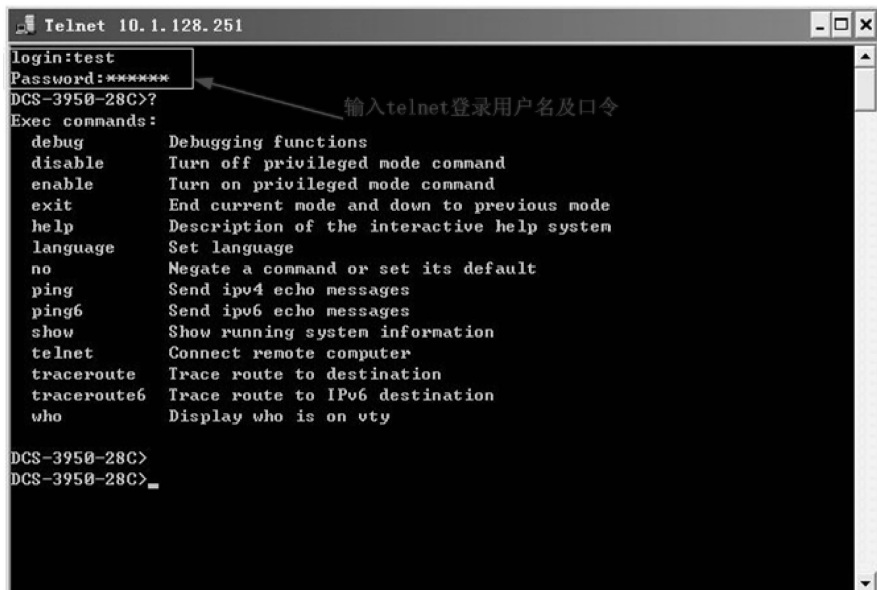 Telnet 10.1.128.251
login:test
Password:******
DCS-3950-28C>?
输入telnet登录用户名及口令
Exec commands:
debug Debugging functions
disable Turn off privileged mode command
enable Turn on privileged mode command
exit End current mode and down to previous mode
help Description of the interactive help system
language Set language
no Negate a command or set its default
ping Send ipv4 echo messages
ping6 Send ipv6 echo messages
show Show running system information
telnet Connect remote computer
traceroute Trace route to destination
traceroute6 Trace route to IPv6 destination
who Display who is on vty
DCS-3950-28C>
DCS-3950-28C>_